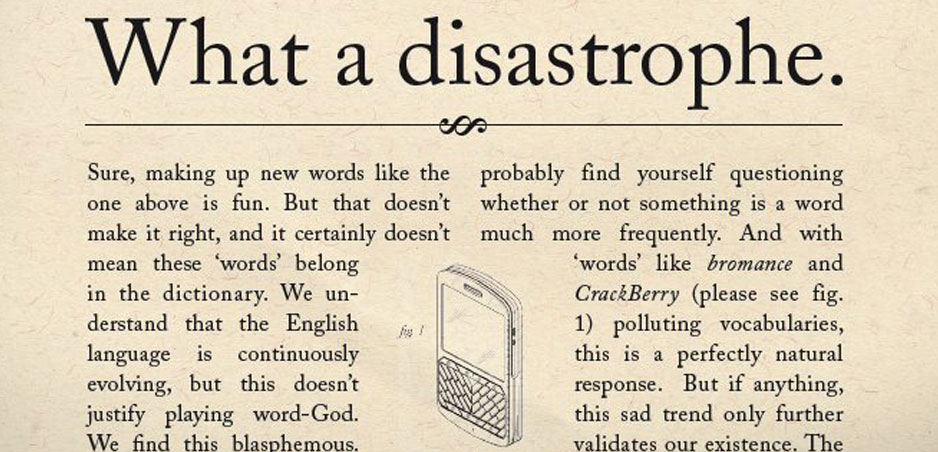 What a disastrophe.
Sure, making up new words like the
one above is fun. But that doesn't
make it right, and it certainly doesn't
mean these ‘words’ belong
in the dictionary. We un-
derstand that the English
language is continuously
evolving, but this doesn't
justify playing word-God.
We find this blasphemous.
fig 1
probably find yourself questioning
whether or not something is a word
much more frequently. And with
‘words’ like bromance and
CrackBerry (please see fig.
1) polluting vocabularies,
this is a perfectly natural
response. But if anything,
this sad trend only further
validates our existence. The